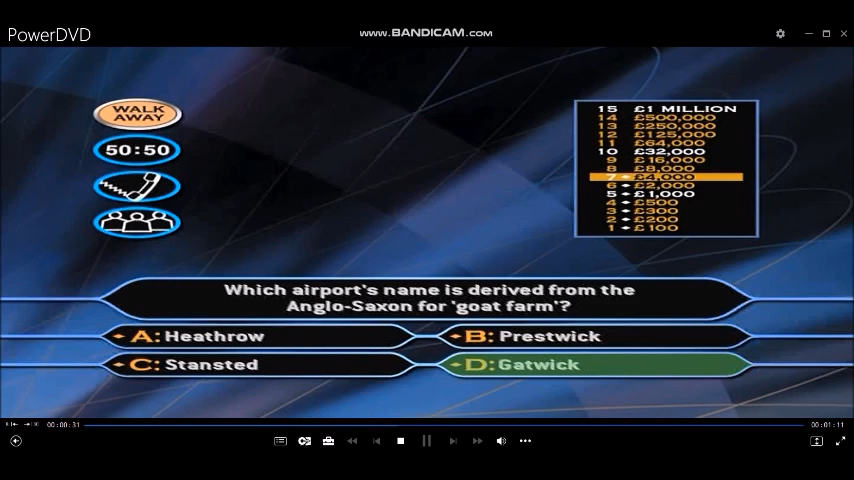 PowerDVD
www.BANDICAM.com
WALK
AWAY
50:50
15 £1 MILLION
14 £500,000
13 £250,000
12 £125,000
11 £64,000
10 £32,000
9 £16,000
8 £8,000
7 £4,000
6 £2,000
5 £1,000
4 £500
3 £300
2 £200
1 £100
Which airport's name is derived from the
Anglo-Saxon for 'goat farm'?
A: Heathrow
B: Prestwick
C: Stansted
D: Gatwick
00:00:31
00:01:11